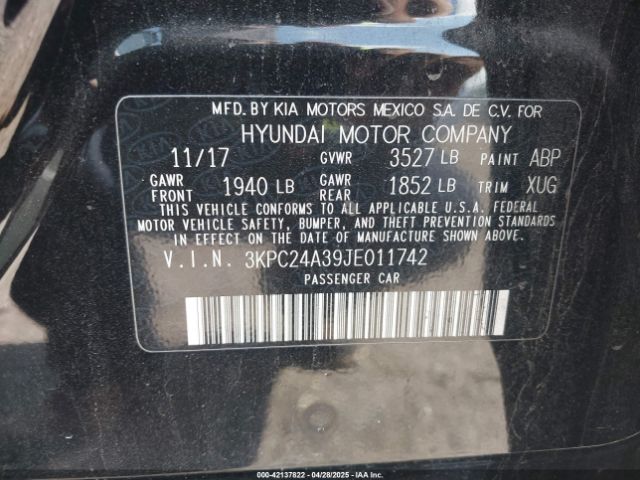 MFD. BY KIA MOTORS MEXICO S.A. DE C.V. FOR
HYUNDAI MOTOR COMPANY
11/17 GVWR 3527 LB PAINT ABP
GAWR FRONT 1940 LB GAWR REAR 1852 LB TRIM XUG
THIS VEHICLE CONFORMS TO ALL APPLICABLE U.S.A. FEDERAL
MOTOR VEHICLE SAFETY, BUMPER, AND THEFT PREVENTION STANDARDS
IN EFFECT ON THE DATE OF MANUFACTURE SHOWN ABOVE.
V.I.N. 3KPC24A39JE011742
PASSENGER CAR
000-42137822 / 04/28/2025 / IAA, Inc.